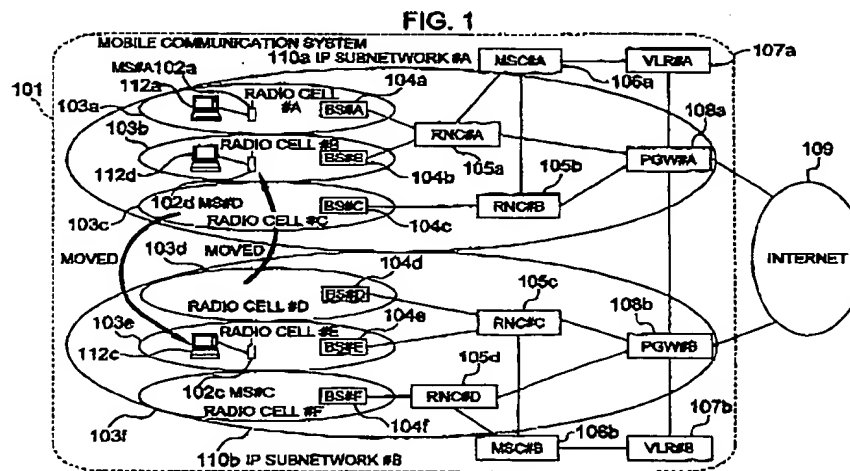 FIG. 1
MOBILE COMMUNICATION SYSTEM
110a IP SUBNETWORK #A
MSC#A
VLR#A
107a
106a
101
MS#A 102a
112a
RADIO CELL #A
104a
BS#A
103a
103b
RADIO CELL #B
BS#B
104b
RNC#A
105a
108a
PGW#A
109
112d
102d MS#D
103c
RADIO CELL #C
BS#C
104c
RNC#B
105b
MOVED
103d
MOVED
INTERNET
104d
BS#D
RADIO CELL #D
105c
RNC#C
103e
RADIO CELL #E
104e
BS#E
108b
PGW#B
112c
105d
102c MS#C
RADIO CELL #F
BS#F
104f
RNC#D
103f
107b
110b IP SUBNETWORK #B
MSC#B
106b
VLR#B